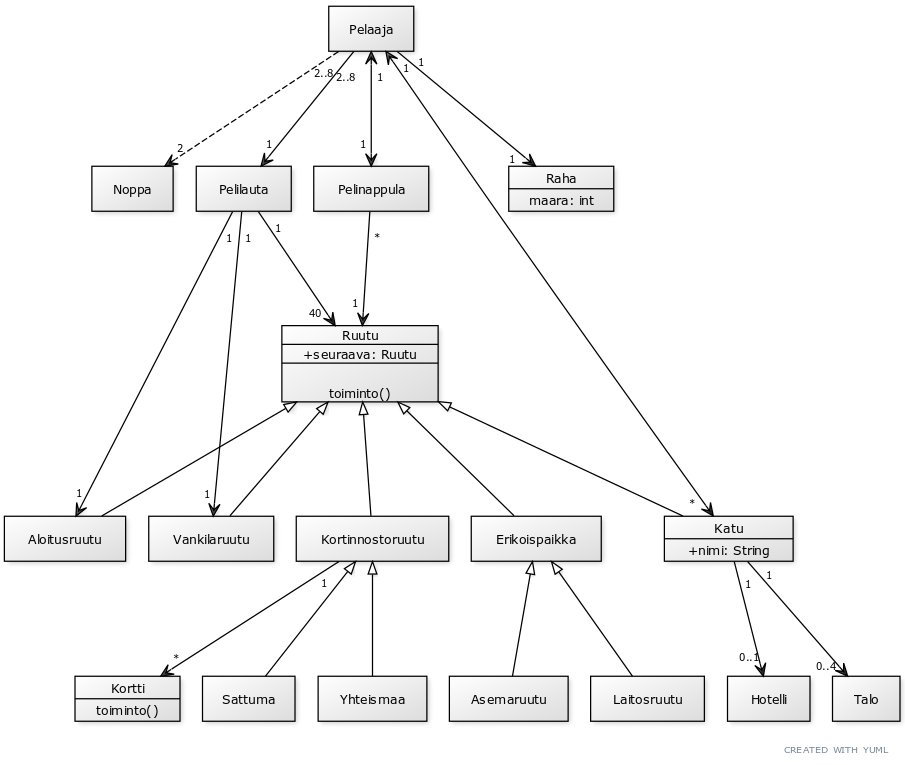 Pelaaja
2..8
2..8
1
1
1
2
1
1
1
Noppa
Pelilauta
Pelinappula
Raha
maara: int
1
1
1
*
40
1
Ruutu
+seuraava: Ruutu
toiminto()
1
1
*
Aloitusruutu
Vankilaruutu
Kortinnostoruutu
Erikoispaikka
Katu
+nimi: String
1
1
1
*
0..1
0..4
Kortti
toiminto()
Sattuma
Yhteismaa
Asemaruutu
Laitosruutu
Hotelli
Talo
CREATED WITH YUML